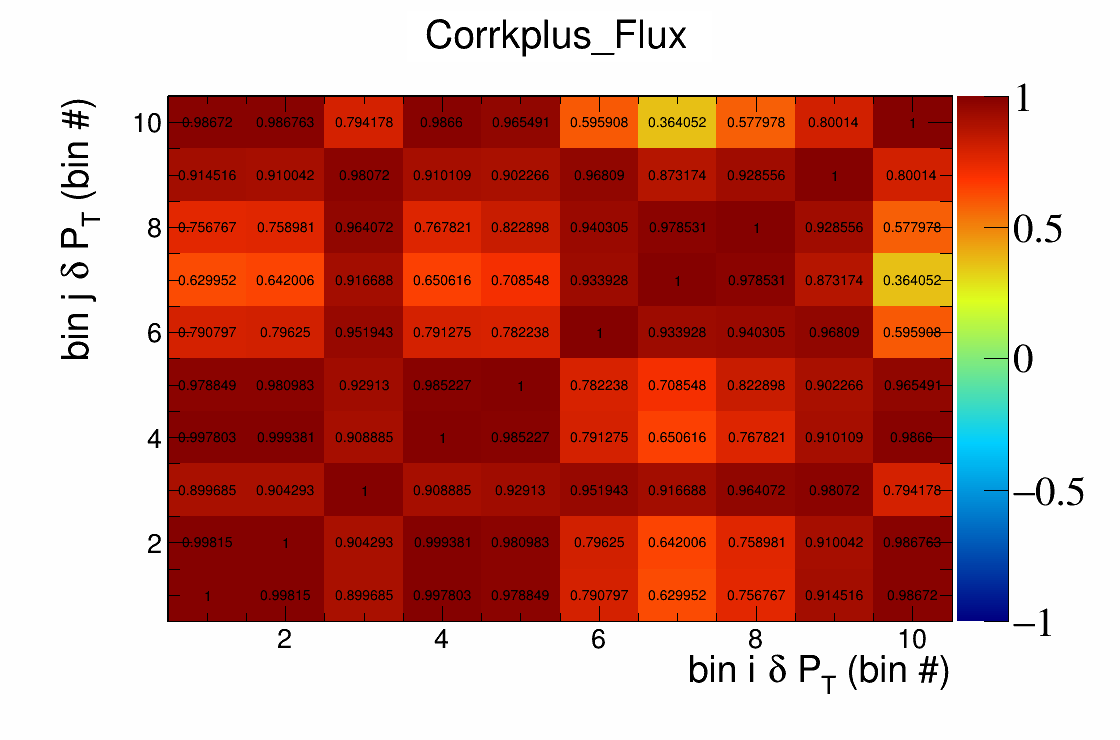 Corrkplus_Flux
bin j δ P_T (bin #)
10 0.98672 0.986763 0.794178 0.9866 0.965491 0.595908 0.364052 0.577978 0.80014 1
0.914516 0.910042 0.98072 0.910109 0.902266 0.96809 0.873174 0.928556 1 0.80014
8 0.756767 0.758981 0.964072 0.767821 0.822898 0.940305 0.978531 1 0.928556 0.577978
0.629952 0.642006 0.916688 0.650616 0.708548 0.933928 1 0.978531 0.873174 0.364052
6 0.790797 0.79625 0.951943 0.791275 0.782238 1 0.933928 0.940305 0.96809 0.595908
0.978849 0.980983 0.92913 0.985227 1 0.782238 0.708548 0.822898 0.902266 0.965491
4 0.997803 0.999381 0.908885 1 0.985227 0.791275 0.650616 0.767821 0.910109 0.9866
0.899685 0.904293 1 0.908885 0.92913 0.951943 0.916688 0.964072 0.98072 0.794178
2 0.99815 1 0.904293 0.999381 0.980983 0.79625 0.642006 0.758981 0.910042 0.986763
1 0.99815 0.899685 0.997803 0.978849 0.790797 0.629952 0.756767 0.914516 0.98672
2 4 6 8 10
bin i δ P_T (bin #)
1
0.5
0
−0.5
−1